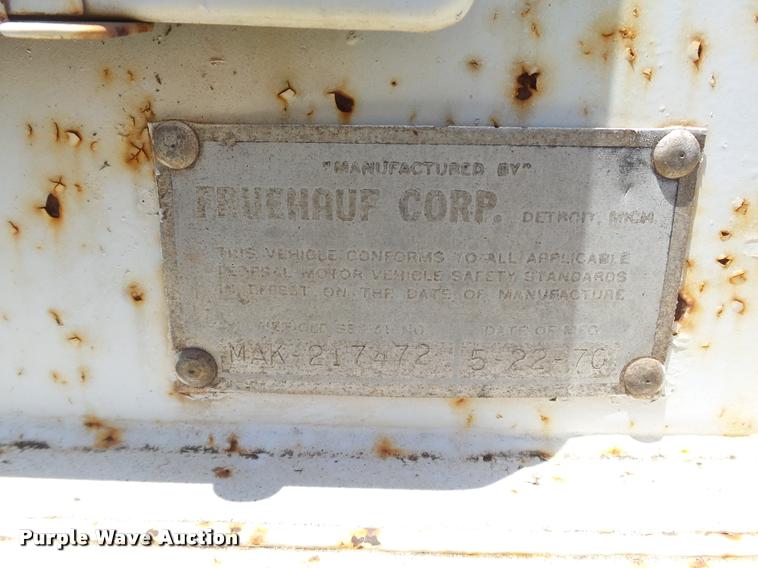 "MANUFACTURED BY"
FRUEHAUF CORP. DETROIT, MICH.
THIS VEHICLE CONFORMS TO ALL APPLICABLE
FEDERAL MOTOR VEHICLE SAFETY STANDARDS
IN EFFECT ON THE DATE OF MANUFACTURE
VEHICLE SERIAL NO. DATE OF MFG.
MAK-217472 5-22-70
Purple Wave Auction